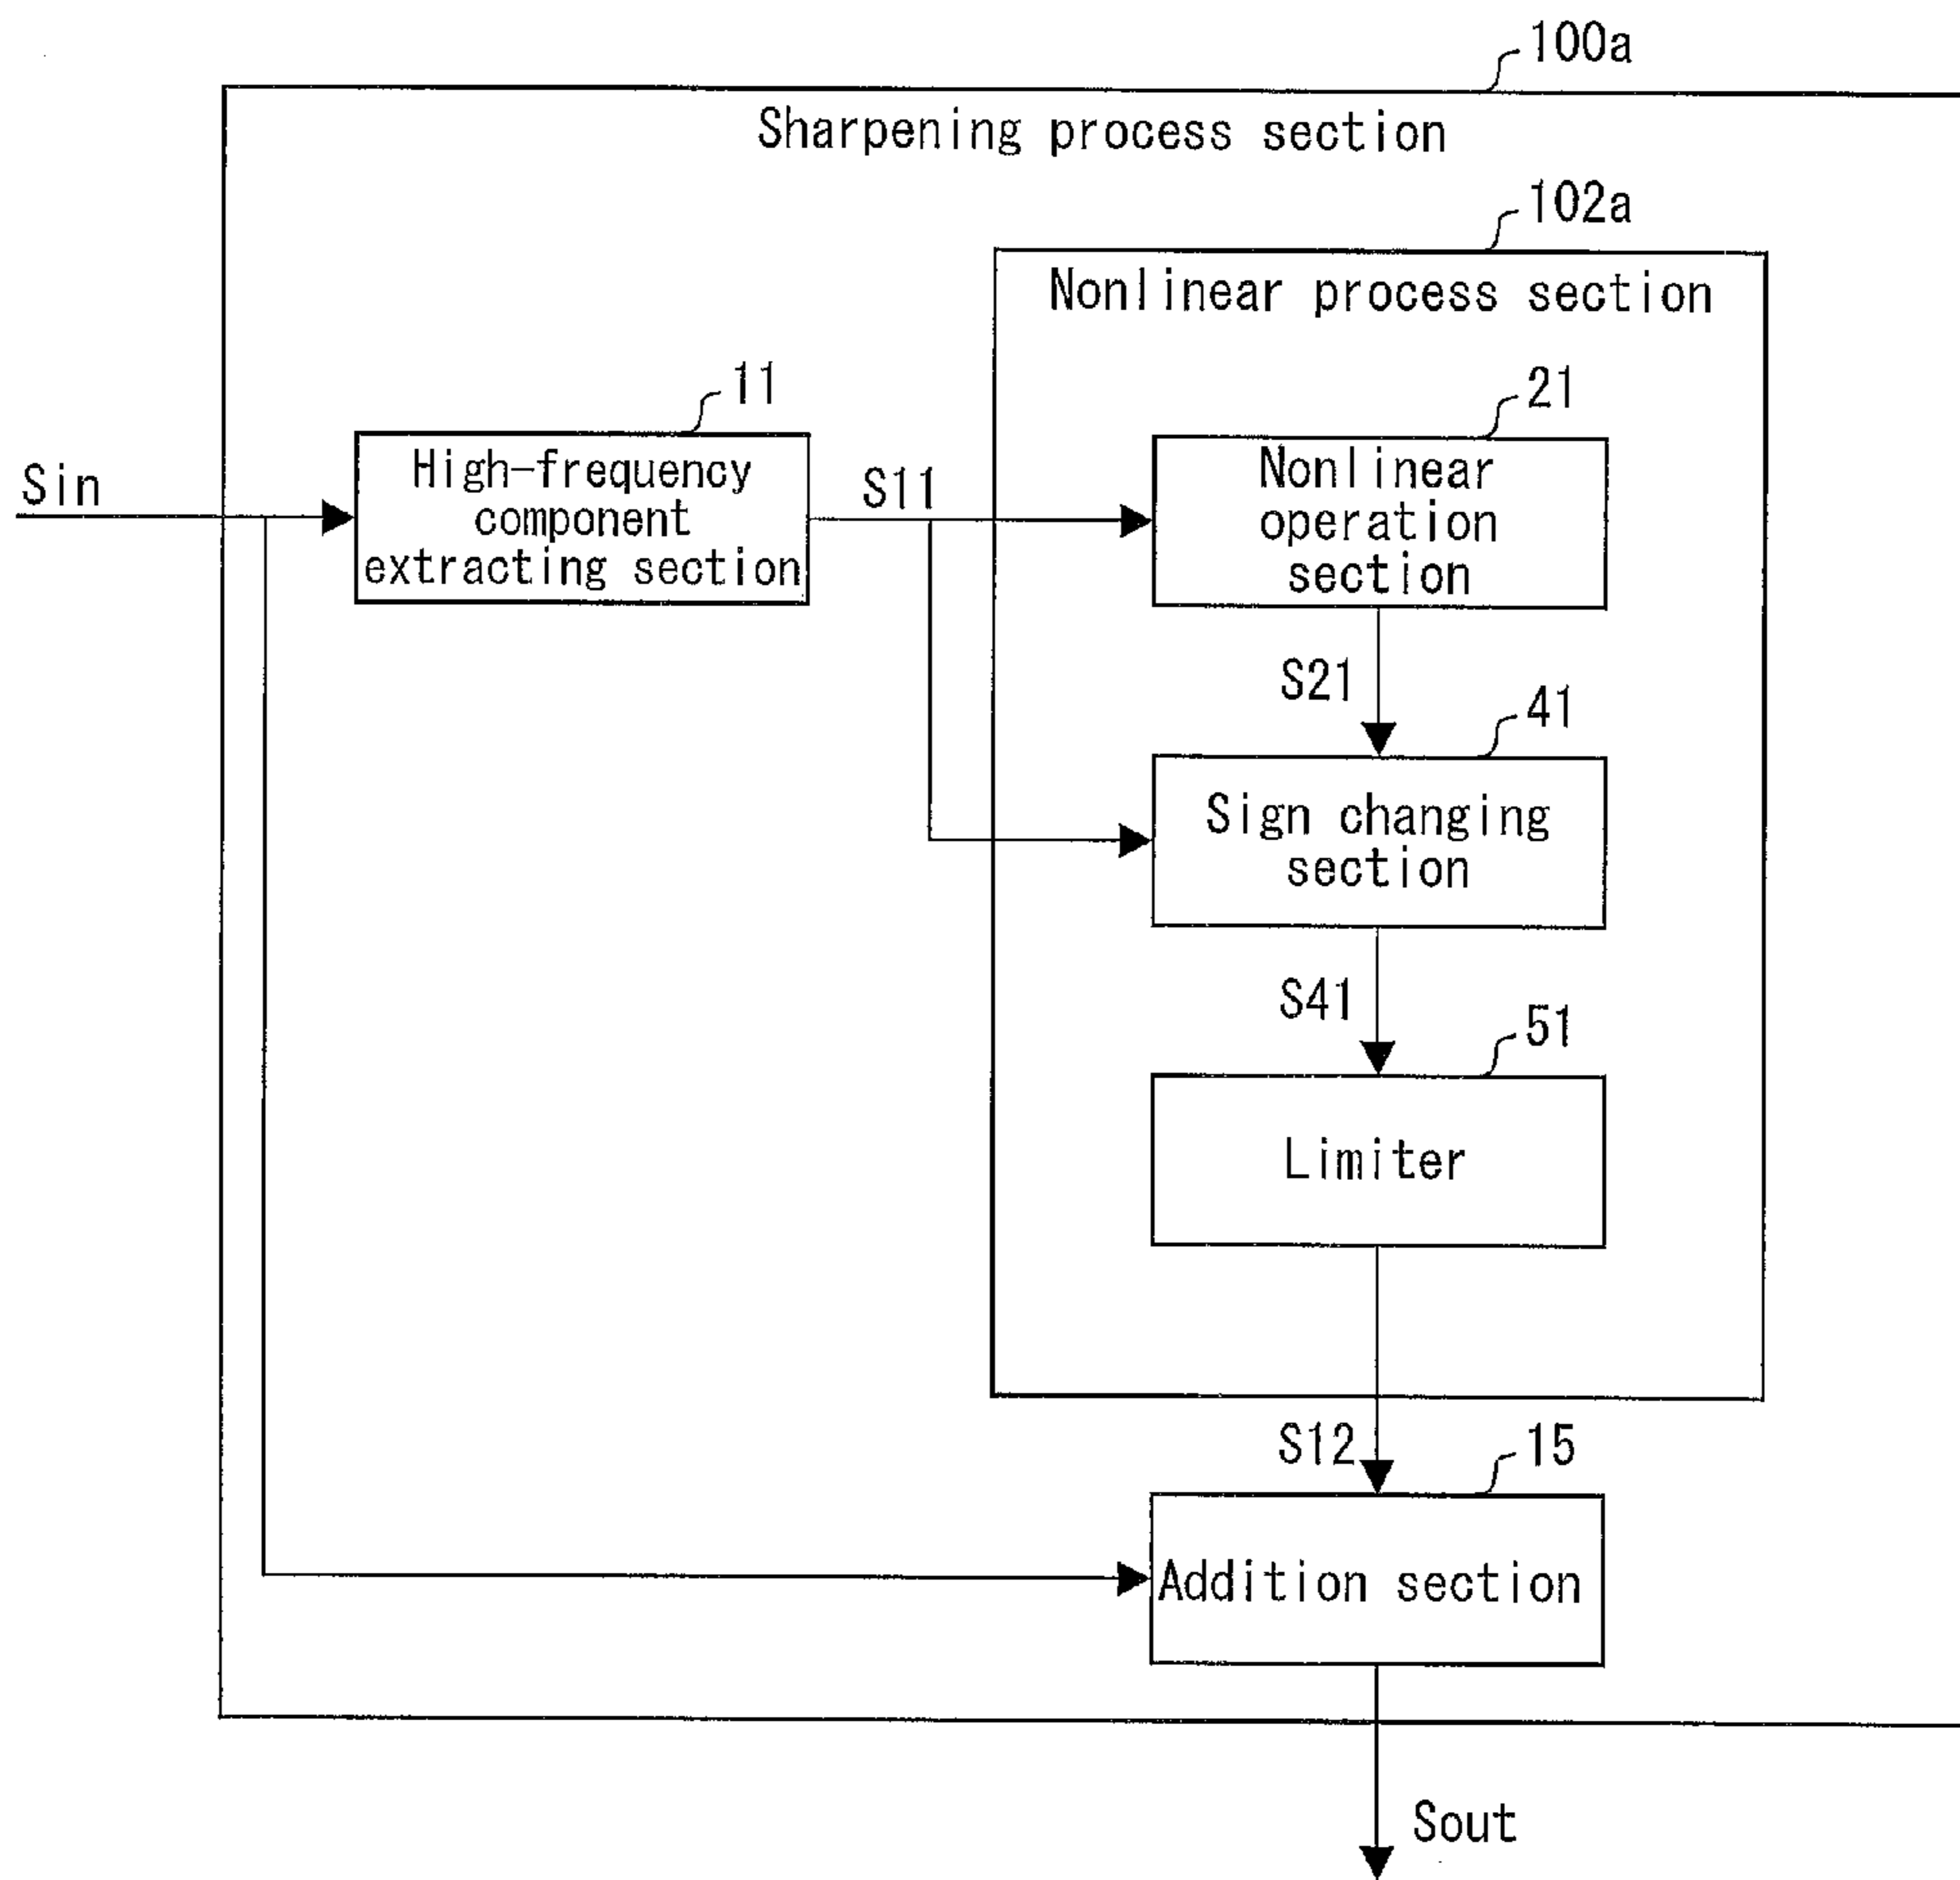 100a
Sharpening process section
102a
Nonlinear process section
11
21
Sin
High-frequency
component
extracting section
S11
Nonlinear
operation
section
S21
41
Sign changing
section
S41
51
Limiter
S12
15
Addition section
Sout